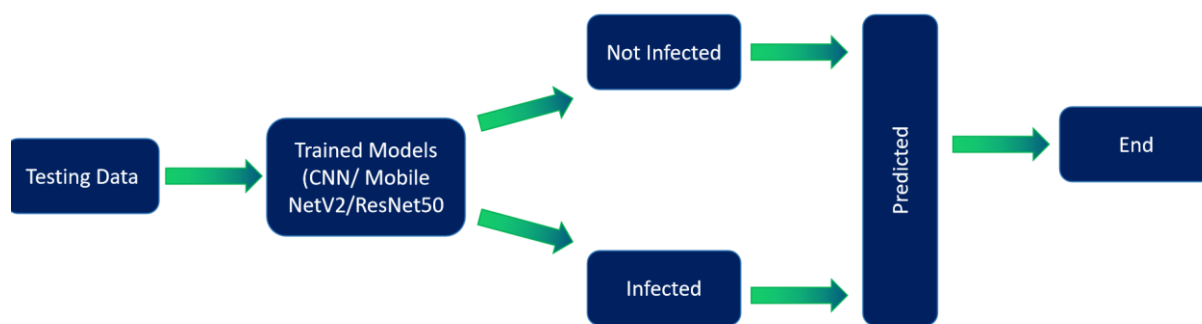 Testing Data
Trained Models
(CNN/ Mobile
NetV2/ResNet50
Not Infected
Infected
Predicted
End